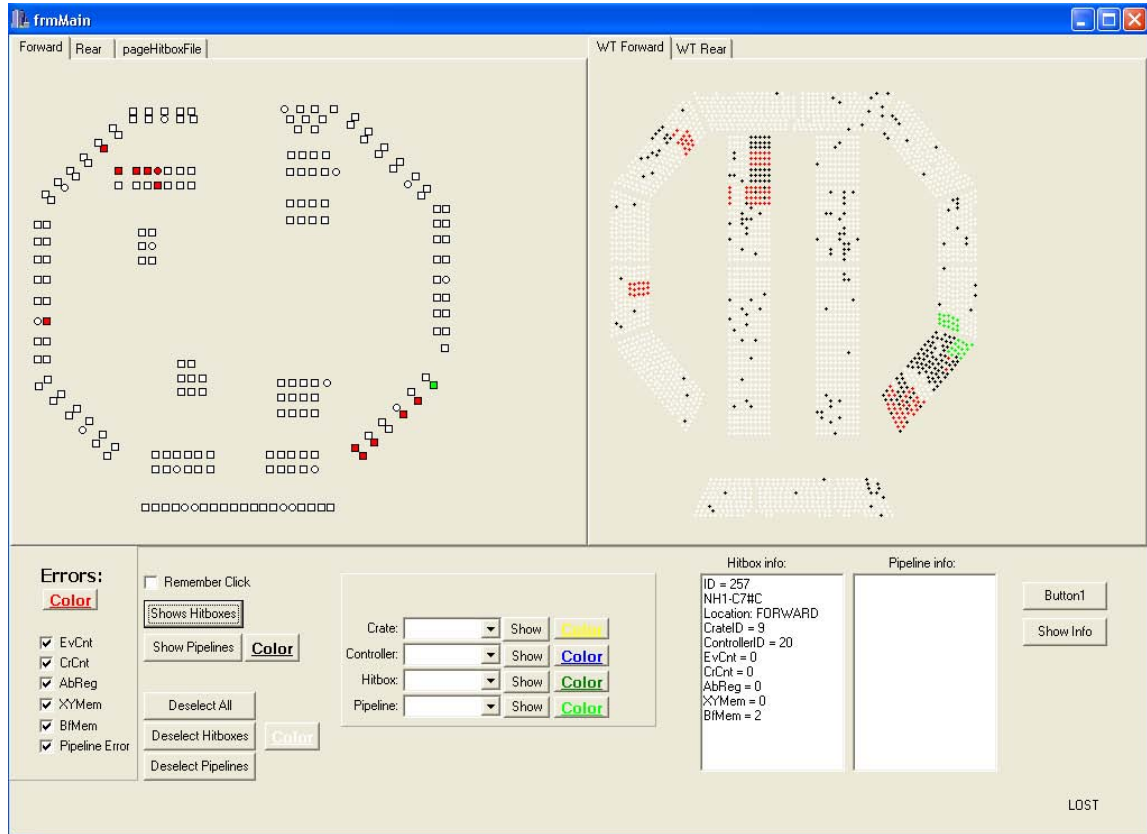 frmMain
Forward Rear pageHitboxFile
WT Forward WT Rear
Errors:
Color
EvCnt
CrCnt
AbReg
XYMem
BfMem
Pipeline Error
Remember Click
Shows Hitboxes
Show Pipelines Color
Deselect All
Deselect Hitboxes Color
Deselect Pipelines
Crate: Show Color
Controller: Show Color
Hitbox: Show Color
Pipeline: Show Color
Hitbox info:
ID = 257
NH1-C7#C
Location: FORWARD
CrateID = 9
ControllerID = 20
EvCnt = 0
CrCnt = 0
AbReg = 0
XYMem = 0
BfMem = 2
Pipeline info:
Button1
Show Info
LOST